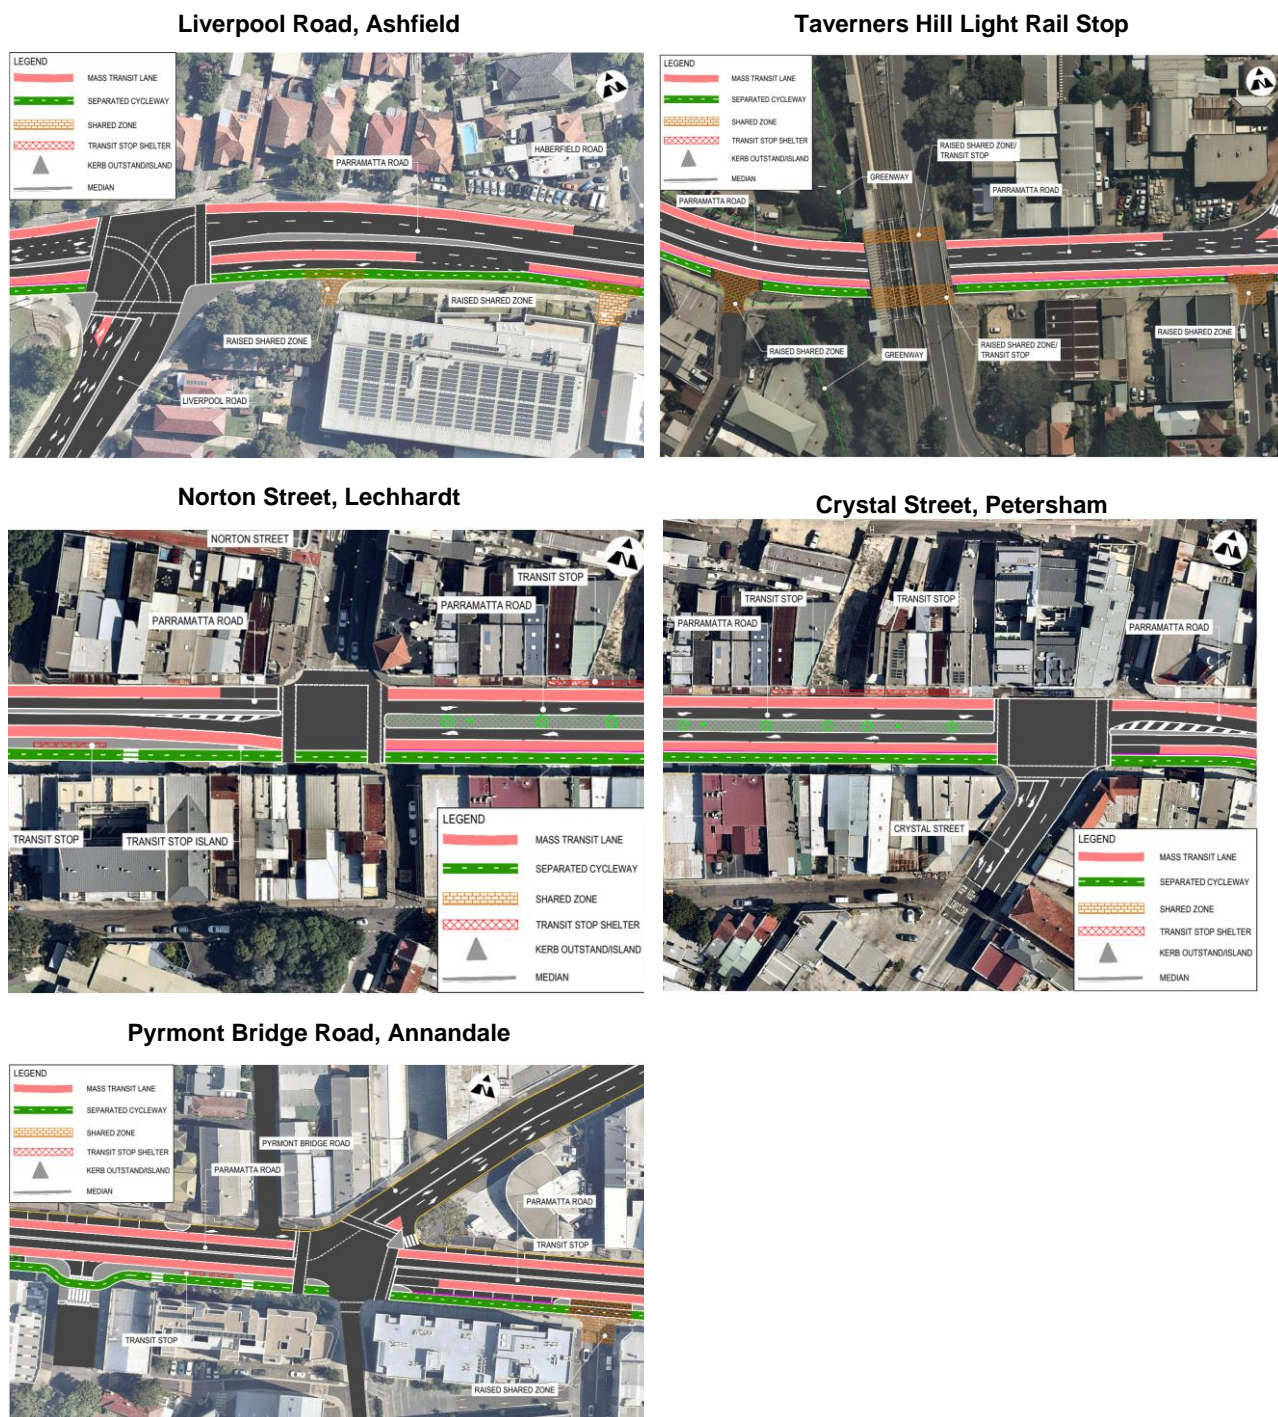 Liverpool Road, Ashfield
LEGEND
MASS TRANSIT LANE
SEPARATED CYCLEWAY
SHARED ZONE
TRANSIT STOP SHELTER
KERB OUTSTAND/ISLAND
MEDIAN
HABERFIELD ROAD
PARRAMATTA ROAD
RAISED SHARED ZONE
RAISED SHARED ZONE
LIVERPOOL ROAD
Taverners Hill Light Rail Stop
LEGEND
MASS TRANSIT LANE
SEPARATED CYCLEWAY
SHARED ZONE
TRANSIT STOP SHELTER
KERB OUTSTAND/ISLAND
MEDIAN
RAISED SHARED ZONE/
TRANSIT STOP
GREENWAY
PARRAMATTA ROAD
PARRAMATTA ROAD
RAISED SHARED ZONE
RAISED SHARED ZONE
GREENWAY
RAISED SHARED ZONE/
TRANSIT STOP
Norton Street, Lechhardt
NORTON STREET
TRANSIT STOP
PARRAMATTA ROAD
PARRAMATTA ROAD
TRANSIT STOP
TRANSIT STOP ISLAND
LEGEND
MASS TRANSIT LANE
SEPARATED CYCLEWAY
SHARED ZONE
TRANSIT STOP SHELTER
KERB OUTSTAND/ISLAND
MEDIAN
Crystal Street, Petersham
TRANSIT STOP
TRANSIT STOP
PARRAMATTA ROAD
PARRAMATTA ROAD
CRYSTAL STREET
LEGEND
MASS TRANSIT LANE
SEPARATED CYCLEWAY
SHARED ZONE
TRANSIT STOP SHELTER
KERB OUTSTAND/ISLAND
MEDIAN
Pyrmont Bridge Road, Annandale
LEGEND
MASS TRANSIT LANE
SEPARATED CYCLEWAY
SHARED ZONE
TRANSIT STOP SHELTER
KERB OUTSTAND/ISLAND
MEDIAN
PYRMONT BRIDGE ROAD
PARAMATTA ROAD
PARAMATTA ROAD
TRANSIT STOP
TRANSIT STOP
RAISED SHARED ZONE